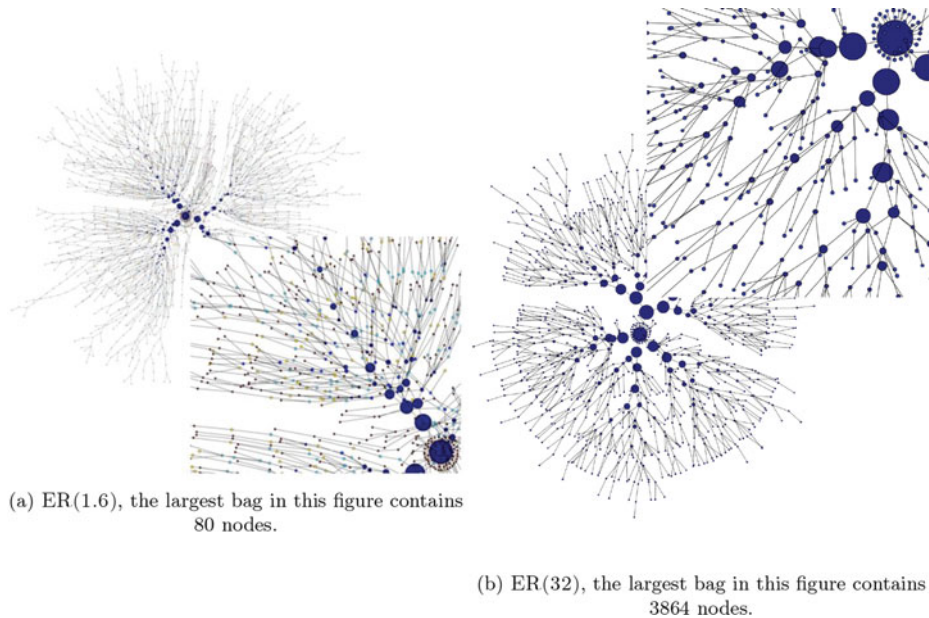 (a) ER(1.6), the largest bag in this figure contains
80 nodes.
(b) ER(32), the largest bag in this figure contains
3864 nodes.